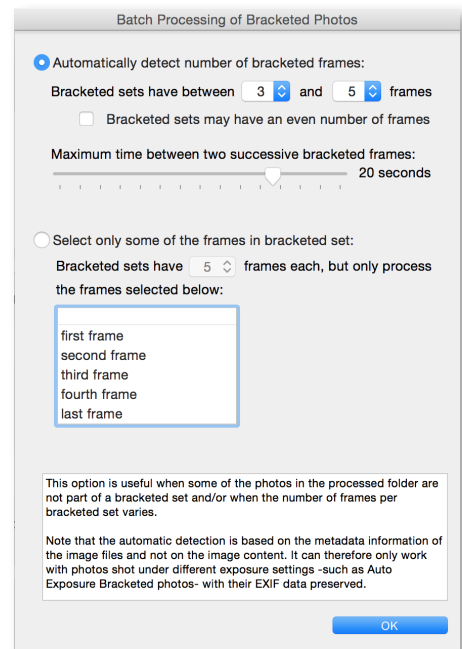 Batch Processing of Bracketed Photos
Automatically detect number of bracketed frames:
Bracketed sets have between 3 and 5 frames
Bracketed sets may have an even number of frames
Maximum time between two successive bracketed frames:
20 seconds
Select only some of the frames in bracketed set:
Bracketed sets have 5 frames each, but only process
the frames selected below:
first frame
second frame
third frame
fourth frame
last frame
This option is useful when some of the photos in the processed folder are
not part of a bracketed set and/or when the number of frames per
bracketed set varies.
Note that the automatic detection is based on the metadata information of
the image files and not on the image content. It can therefore only work
with photos shot under different exposure settings -such as Auto
Exposure Bracketed photos- with their EXIF data preserved.
OK